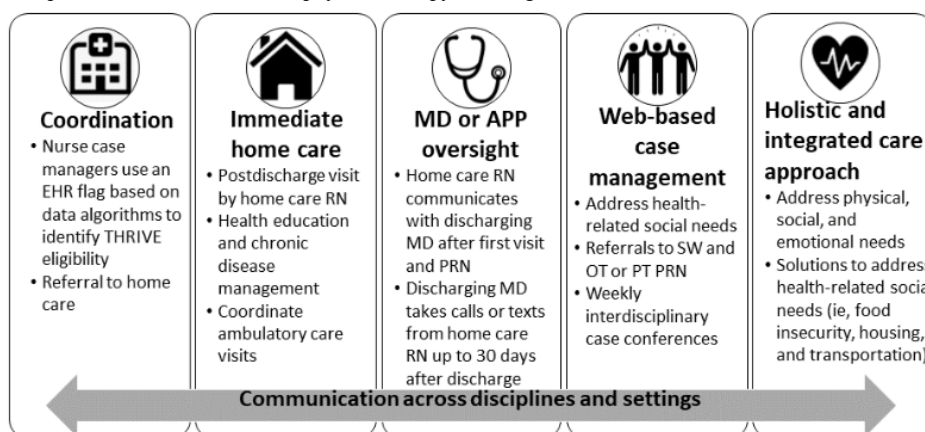 Coordination
• Nurse case
managers use an
EHR flag based on
data algorithms to
identify THRIVE
eligibility
• Referral to home
care
Immediate
home care
• Postdischarge visit
by home care RN
• Health education
and chronic
disease
management
• Coordinate
ambulatory care
visits
MD or APP
oversight
• Home care RN
communicates
with discharging
MD after first visit
and PRN
• Discharging MD
takes calls or texts
from home care
RN up to 30 days
after discharge
Web-based
case
management
• Address health-
related social needs
• Referrals to SW and
OT or PT PRN
• Weekly
interdisciplinary
case conferences
Holistic and
integrated care
approach
• Address physical,
social, and
emotional needs
• Solutions to address
health-related social
needs (ie, food
insecurity, housing,
and transportation)
Communication across disciplines and settings